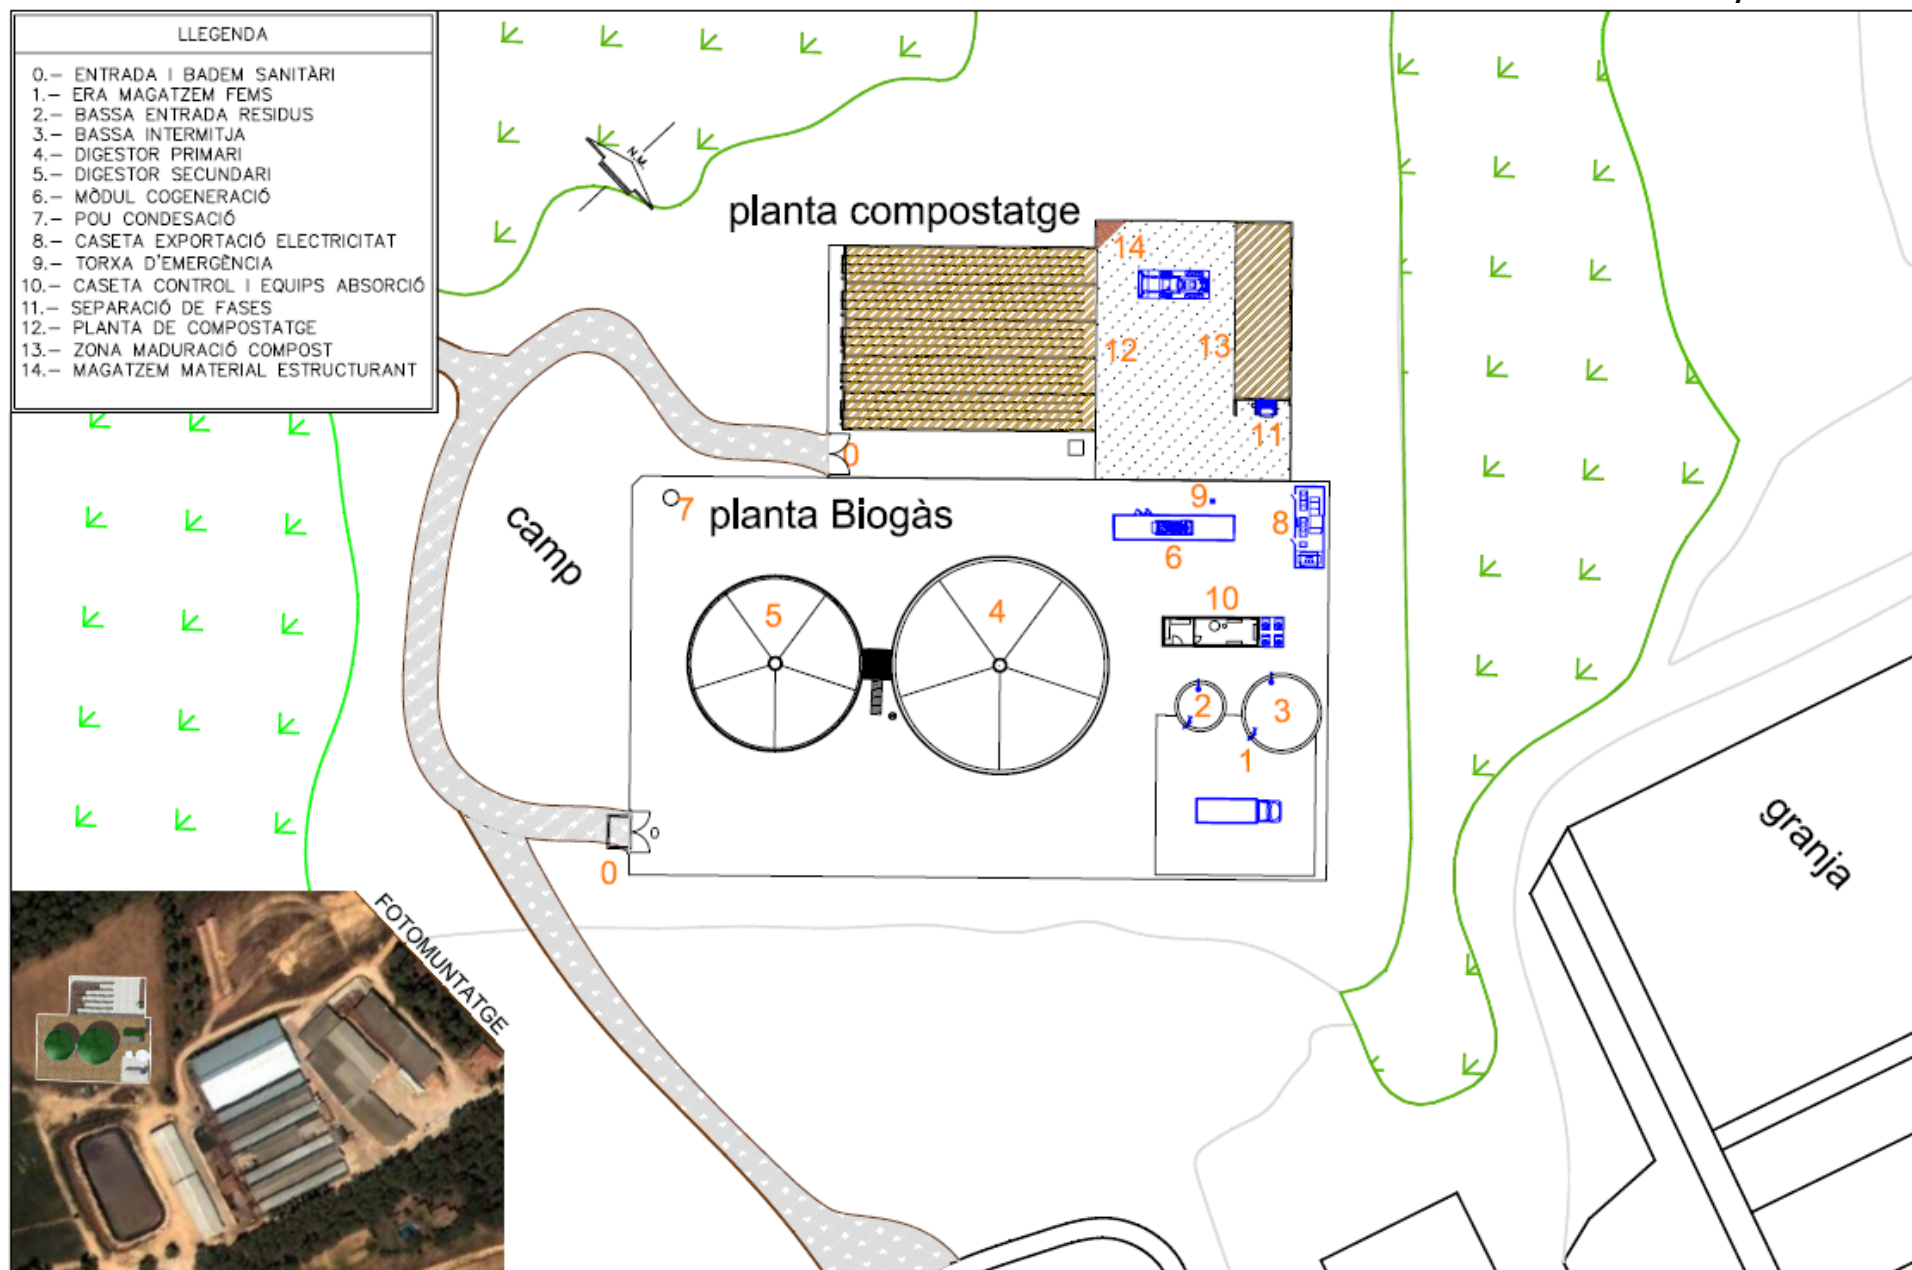 LLEGENDA
0.- ENTRADA I BADEM SANITÀRI
1.- ERA MAGATZEM FEMS
2.- BASSA ENTRADA RESIDUS
3.- BASSA INTERMITJA
4.- DIGESTOR PRIMARI
5.- DIGESTOR SECUNDARI
6.- MÒDUL COGENERACIÓ
7.- POU CONDESACIÓ
8.- CASETA EXPORTACIÓ ELECTRICITAT
9.- TORXA D'EMERGÈNCIA
10.- CASETA CONTROL I EQUIPS ABSORCIÓ
11.- SEPARACIÓ DE FASES
12.- PLANTA DE COMPOSTATGE
13.- ZONA MADURACIÓ COMPOST
14.- MAGATZEM MATERIAL ESTRUCTURANT
N.M.
planta compostatge
14
12
13
11
0
7
planta Biogàs
9
8
6
camp
10
5
4
2
3
1
0
granja
FOTOMUNTATGE